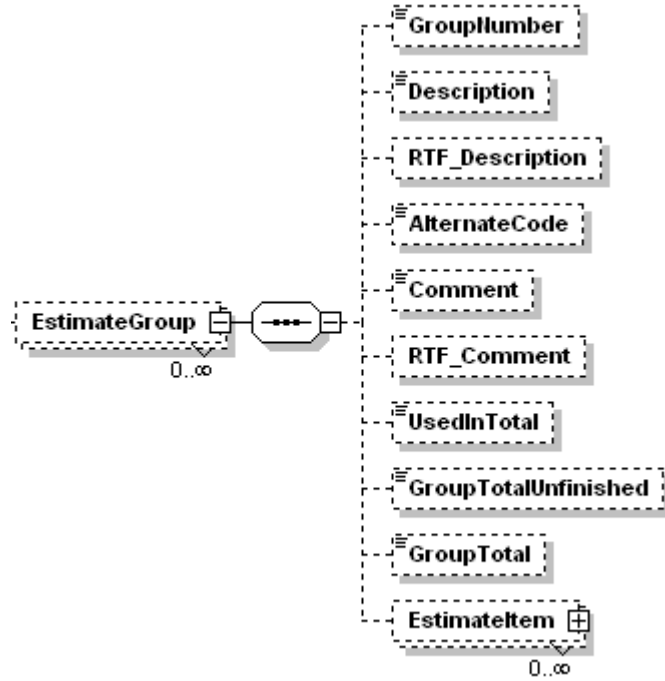 GroupNumber
Description
RTF_Description
AlternateCode
Comment
EstimateGroup
0..∞
RTF_Comment
UsedInTotal
GroupTotalUnfinished
GroupTotal
EstimateItem
0..∞